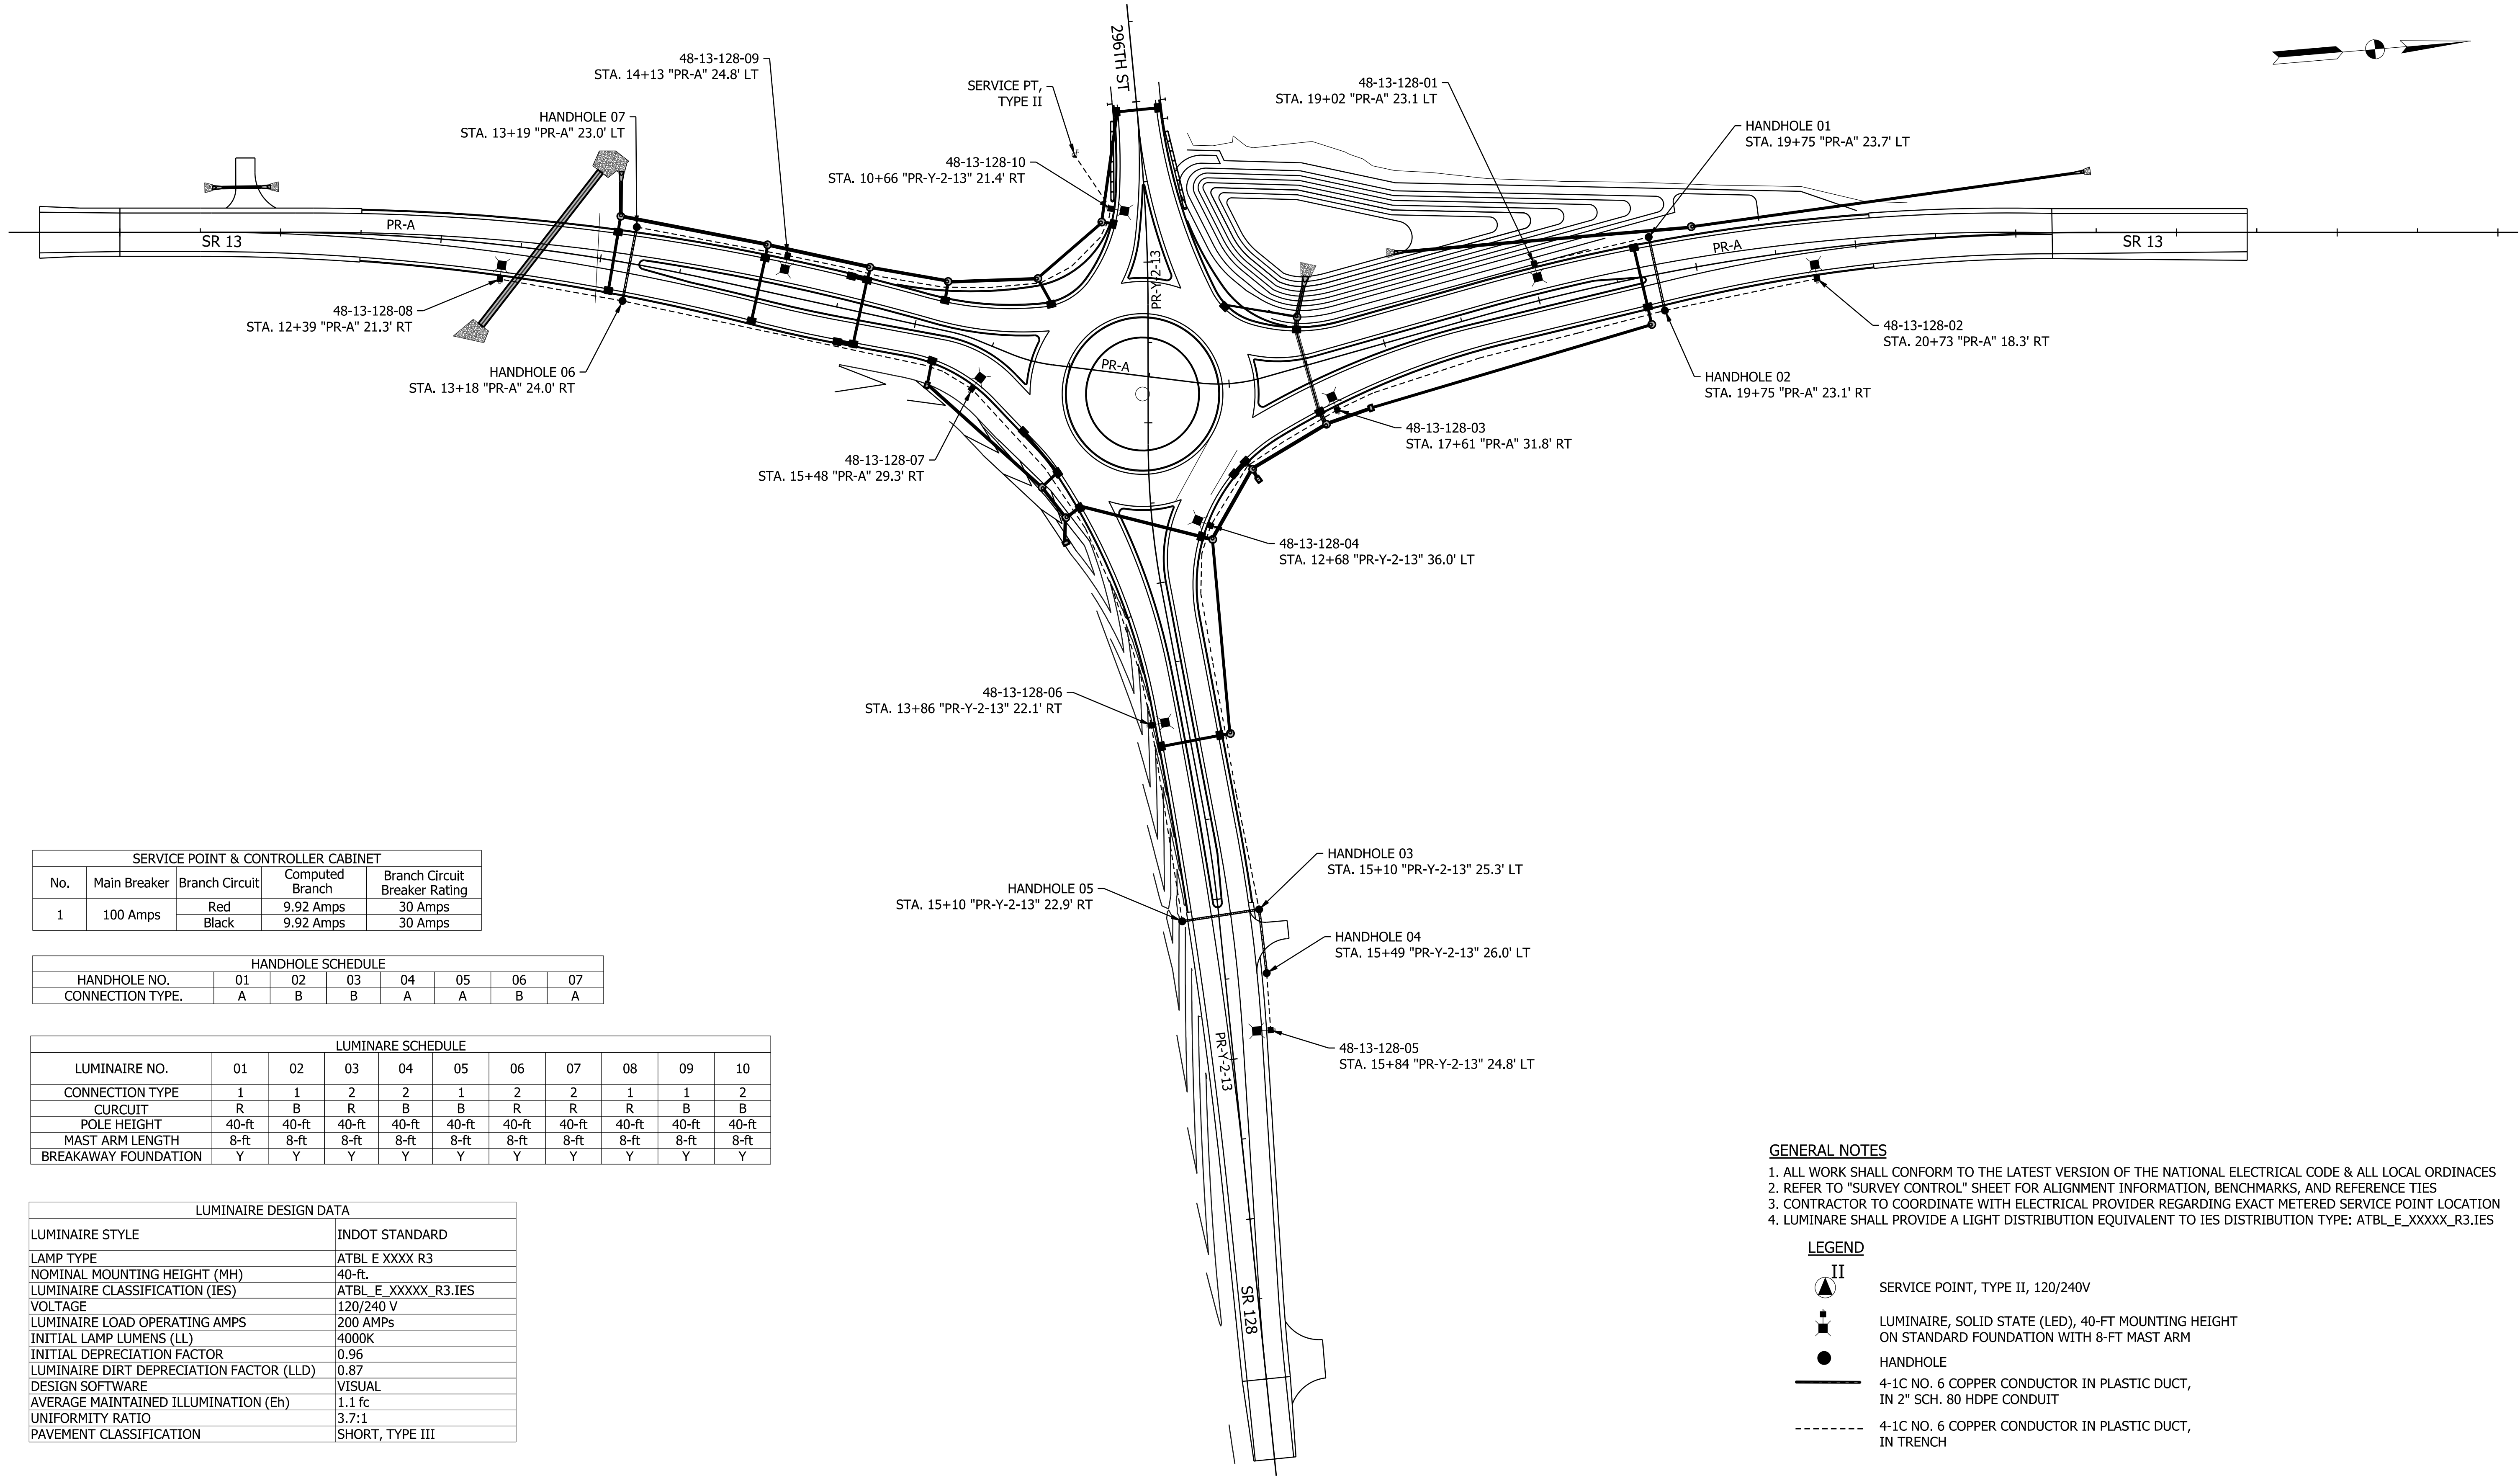 296TH ST
48-13-128-09
STA. 14+13 "PR-A" 24.8' LT
SERVICE PT,
TYPE II
48-13-128-01
STA. 19+02 "PR-A" 23.1 LT
HANDHOLE 07
STA. 13+19 "PR-A" 23.0' LT
HANDHOLE 01
STA. 19+75 "PR-A" 23.7' LT
48-13-128-10
STA. 10+66 "PR-Y-2-13" 21.4' RT
PR-A
SR 13
PR-A
SR 13
PR-Y-2-13
48-13-128-08
STA. 12+39 "PR-A" 21.3' RT
48-13-128-02
STA. 20+73 "PR-A" 18.3' RT
HANDHOLE 06
STA. 13+18 "PR-A" 24.0' RT
PR-A
HANDHOLE 02
STA. 19+75 "PR-A" 23.1' RT
48-13-128-03
STA. 17+61 "PR-A" 31.8' RT
48-13-128-07
STA. 15+48 "PR-A" 29.3' RT
48-13-128-04
STA. 12+68 "PR-Y-2-13" 36.0' LT
48-13-128-06
STA. 13+86 "PR-Y-2-13" 22.1' RT
HANDHOLE 03
STA. 15+10 "PR-Y-2-13" 25.3' LT
HANDHOLE 05
STA. 15+10 "PR-Y-2-13" 22.9' RT
HANDHOLE 04
STA. 15+49 "PR-Y-2-13" 26.0' LT
48-13-128-05
STA. 15+84 "PR-Y-2-13" 24.8' LT
PR-Y-2-13
SR 128
SERVICE POINT & CONTROLLER CABINET
No. Main Breaker Branch Circuit Computed Branch Branch Circuit Breaker Rating
1 100 Amps Red 9.92 Amps 30 Amps
Black 9.92 Amps 30 Amps
HANDHOLE SCHEDULE
HANDHOLE NO. 01 02 03 04 05 06 07
CONNECTION TYPE. A B B A A B A
LUMINARE SCHEDULE
LUMINAIRE NO. 01 02 03 04 05 06 07 08 09 10
CONNECTION TYPE 1 1 2 2 1 2 2 1 1 2
CURCUIT R B R B B R R R B B
POLE HEIGHT 40-ft 40-ft 40-ft 40-ft 40-ft 40-ft 40-ft 40-ft 40-ft 40-ft
MAST ARM LENGTH 8-ft 8-ft 8-ft 8-ft 8-ft 8-ft 8-ft 8-ft 8-ft 8-ft
BREAKAWAY FOUNDATION Y Y Y Y Y Y Y Y Y Y
LUMINAIRE DESIGN DATA
LUMINAIRE STYLE INDOT STANDARD
LAMP TYPE ATBL E XXXX R3
NOMINAL MOUNTING HEIGHT (MH) 40-ft.
LUMINAIRE CLASSIFICATION (IES) ATBL_E_XXXXX_R3.IES
VOLTAGE 120/240 V
LUMINAIRE LOAD OPERATING AMPS 200 AMPs
INITIAL LAMP LUMENS (LL) 4000K
INITIAL DEPRECIATION FACTOR 0.96
LUMINAIRE DIRT DEPRECIATION FACTOR (LLD) 0.87
DESIGN SOFTWARE VISUAL
AVERAGE MAINTAINED ILLUMINATION (Eh) 1.1 fc
UNIFORMITY RATIO 3.7:1
PAVEMENT CLASSIFICATION SHORT, TYPE III
GENERAL NOTES
1. ALL WORK SHALL CONFORM TO THE LATEST VERSION OF THE NATIONAL ELECTRICAL CODE & ALL LOCAL ORDINACES
2. REFER TO "SURVEY CONTROL" SHEET FOR ALIGNMENT INFORMATION, BENCHMARKS, AND REFERENCE TIES
3. CONTRACTOR TO COORDINATE WITH ELECTRICAL PROVIDER REGARDING EXACT METERED SERVICE POINT LOCATION
4. LUMINARE SHALL PROVIDE A LIGHT DISTRIBUTION EQUIVALENT TO IES DISTRIBUTION TYPE: ATBL_E_XXXXX_R3.IES
LEGEND
II
SERVICE POINT, TYPE II, 120/240V
LUMINAIRE, SOLID STATE (LED), 40-FT MOUNTING HEIGHT
ON STANDARD FOUNDATION WITH 8-FT MAST ARM
HANDHOLE
4-1C NO. 6 COPPER CONDUCTOR IN PLASTIC DUCT,
IN 2" SCH. 80 HDPE CONDUIT
4-1C NO. 6 COPPER CONDUCTOR IN PLASTIC DUCT,
IN TRENCH